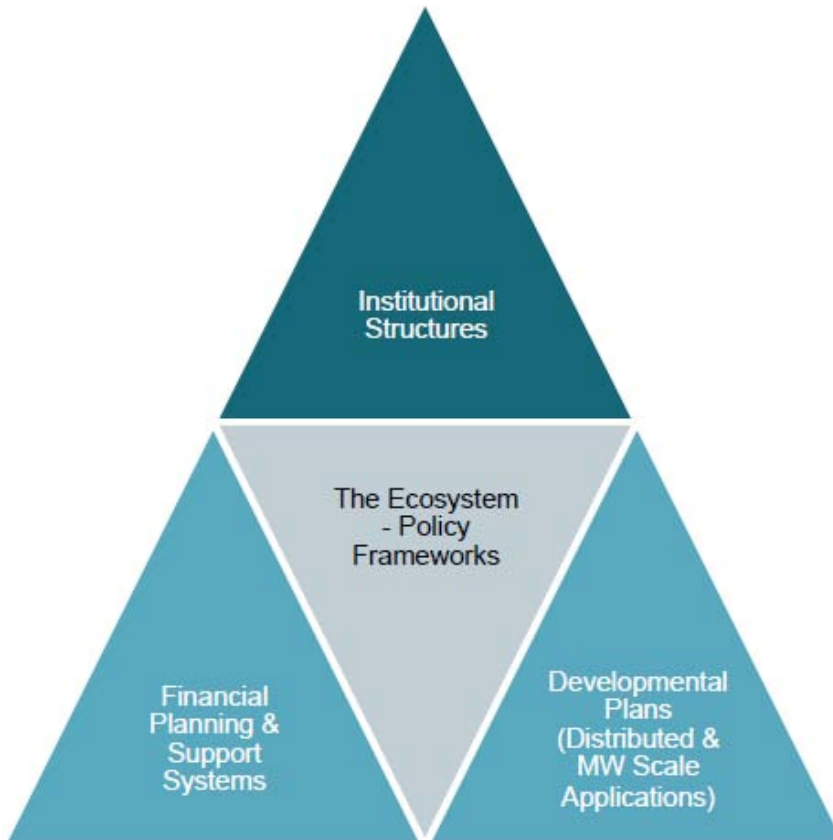 Institutional
Structures
The Ecosystem
- Policy
Frameworks
Financial
Planning &
Support
Systems
Developmental
Plans
(Distributed &
MW Scale
Applications)